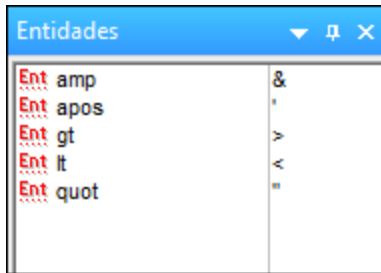 Entidades
Ent amp &
Ent apos '
Ent gt >
Ent lt <
Ent quot "